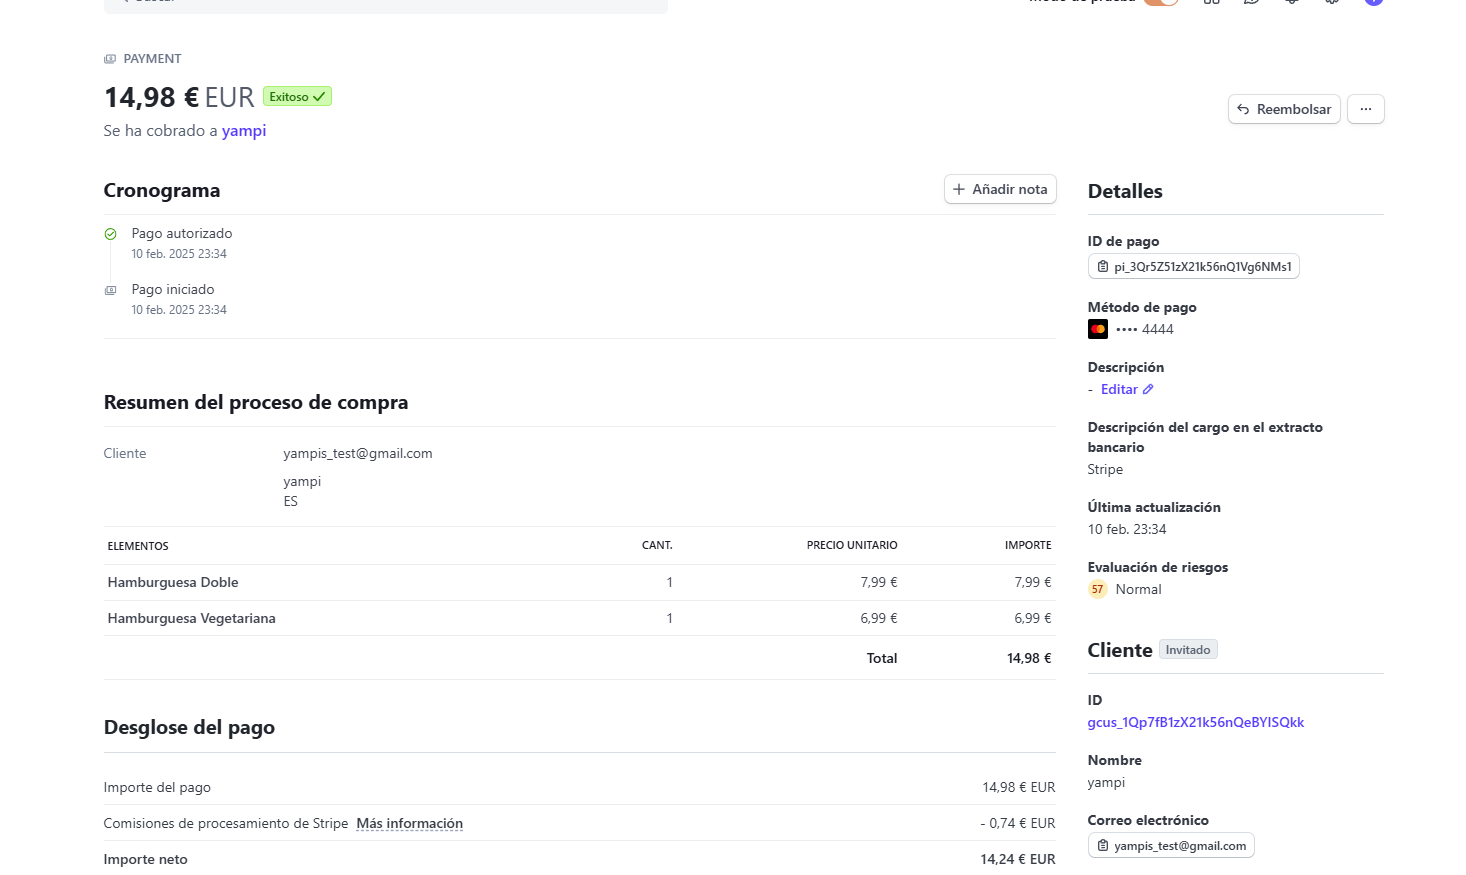 Buscar
Modo de prueba
PAYMENT
14,98 € EUR Exitoso
Se ha cobrado a yampi
Reembolsar
...
Cronograma
Añadir nota
Pago autorizado
10 feb. 2025 23:34
Pago iniciado
10 feb. 2025 23:34
Resumen del proceso de compra
Cliente yampis_test@gmail.com
yampi
ES
ELEMENTOS CANT. PRECIO UNITARIO IMPORTE
Hamburguesa Doble 1 7,99 € 7,99 €
Hamburguesa Vegetariana 1 6,99 € 6,99 €
Total 14,98 €
Desglose del pago
Importe del pago 14,98 € EUR
Comisiones de procesamiento de Stripe Más información - 0,74 € EUR
Importe neto 14,24 € EUR
Detalles
ID de pago
pi_3Qr5Z51zX21k56nQ1Vg6NMs1
Método de pago
•••• 4444
Descripción
- Editar
Descripción del cargo en el extracto
bancario
Stripe
Última actualización
10 feb. 23:34
Evaluación de riesgos
57 Normal
Cliente Invitado
ID
gcus_1Qp7fB1zX21k56nQeBYISQkk
Nombre
yampi
Correo electrónico
yampis_test@gmail.com